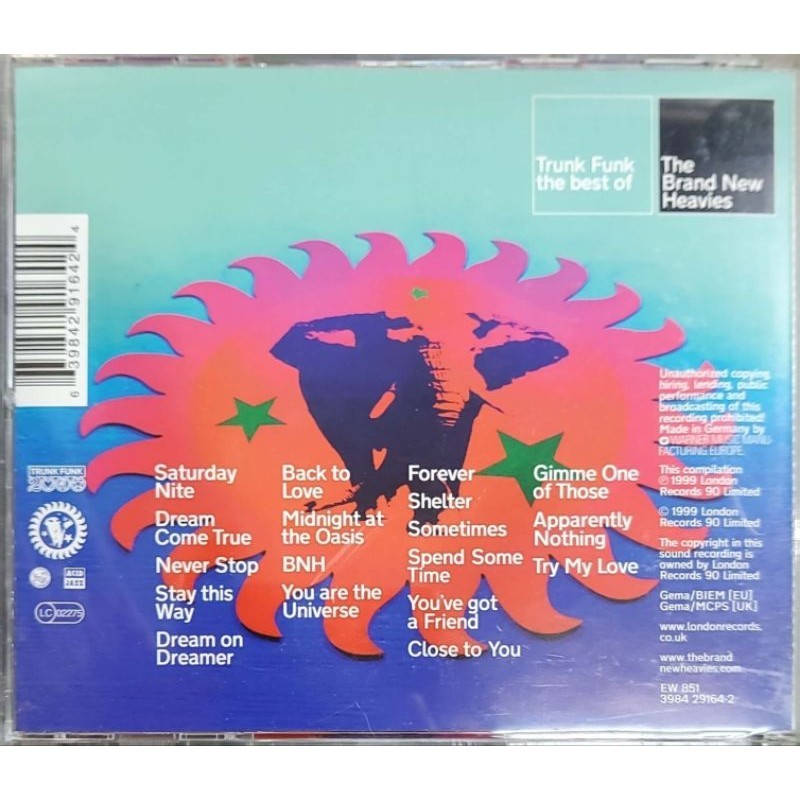 Trunk Funk
the best of
The
Brand New
Heavies
6 39842 91642 4
TRUNK FUNK
ACID
JAZZ
LC 02275
Saturday
Nite
Dream
Come True
Never Stop
Stay this
Way
Dream on
Dreamer
Back to
Love
Midnight at
the Oasis
BNH
You are the
Universe
Forever
Shelter
Sometimes
Spend Some
Time
You've got
a Friend
Close to You
Gimme One
of Those
Apparently
Nothing
Try My Love
Unauthorized copying,
hiring, lending, public
performance and
broadcasting of this
recording prohibited!
Made in Germany by
WARNER MUSIC MANU-
FACTURING EUROPE.
This compilation
℗ 1999 London
Records 90 Limited
© 1999 London
Records 90 Limited
The copyright in this
sound recording is
owned by London
Records 90 Limited
Gema/BIEM [EU]
Gema/MCPS [UK]
www.londonrecords.
co.uk
www.thebrand
newheavies.com
EW 851
3984 29164-2